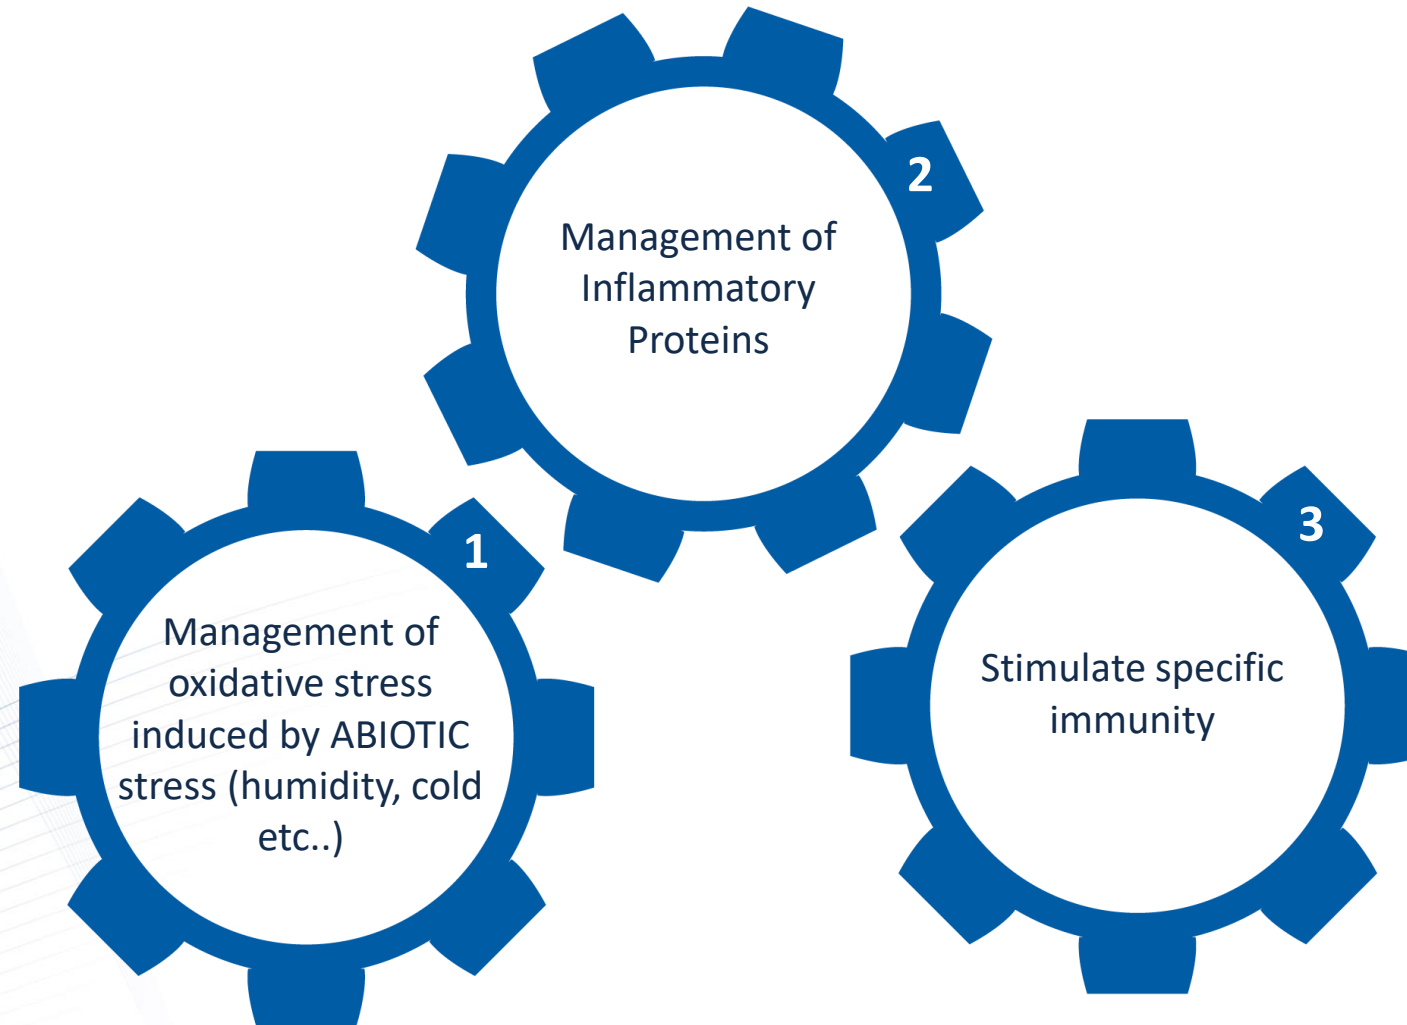 1
Management of
oxidative stress
induced by ABIOTIC
stress (humidity, cold
etc..)
2
Management of
Inflammatory
Proteins
3
Stimulate specific
immunity